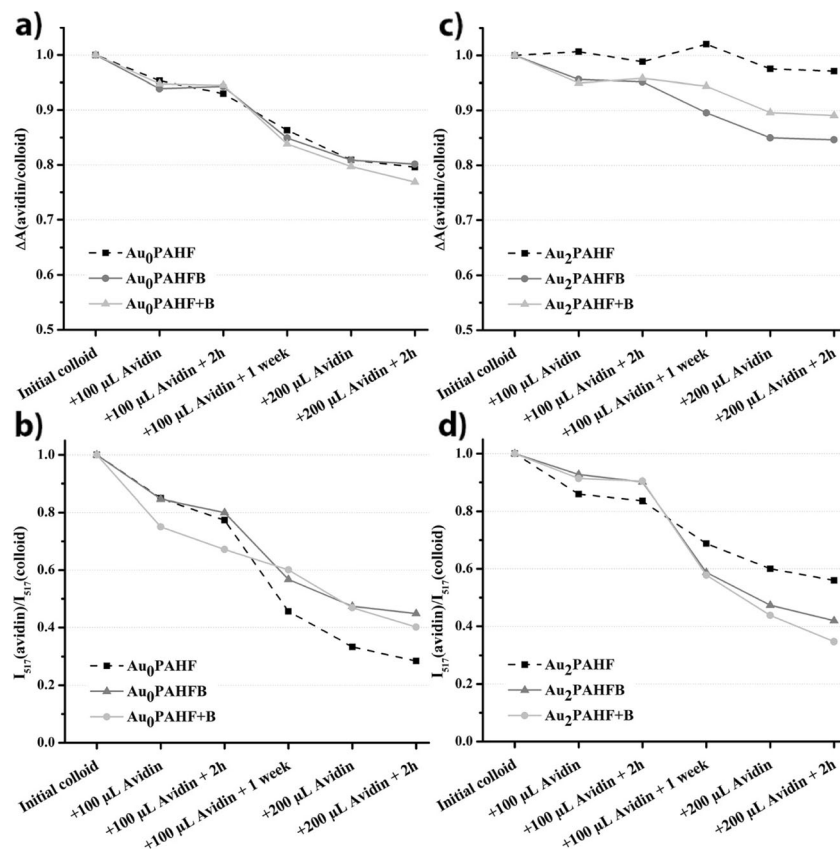 a)
1.0
0.9
0.8
0.7
0.6
0.5
ΔA(avidin/colloid)
Au₀PAHF
Au₀PAHFB
Au₀PAHF+B
Initial colloid
+100 µL Avidin
+100 µL Avidin + 2h
+100 µL Avidin + 1 week
+200 µL Avidin
+200 µL Avidin + 2h
c)
1.0
0.9
0.8
0.7
0.6
0.5
ΔA(avidin/colloid)
Au₂PAHF
Au₂PAHFB
Au₂PAHF+B
Initial colloid
+100 µL Avidin
+100 µL Avidin + 2h
+100 µL Avidin + 1 week
+200 µL Avidin
+200 µL Avidin + 2h
b)
1.0
0.8
0.6
0.4
0.2
0.0
I₅₁₇(avidin)/I₅₁₇(colloid)
Au₀PAHF
Au₀PAHFB
Au₀PAHF+B
Initial colloid
+100 µL Avidin
+100 µL Avidin + 2h
+100 µL Avidin + 1 week
+200 µL Avidin
+200 µL Avidin + 2h
d)
1.0
0.8
0.6
0.4
0.2
0.0
I₅₁₇(avidin)/I₅₁₇(colloid)
Au₂PAHF
Au₂PAHFB
Au₂PAHF+B
Initial colloid
+100 µL Avidin
+100 µL Avidin + 2h
+100 µL Avidin + 1 week
+200 µL Avidin
+200 µL Avidin + 2h